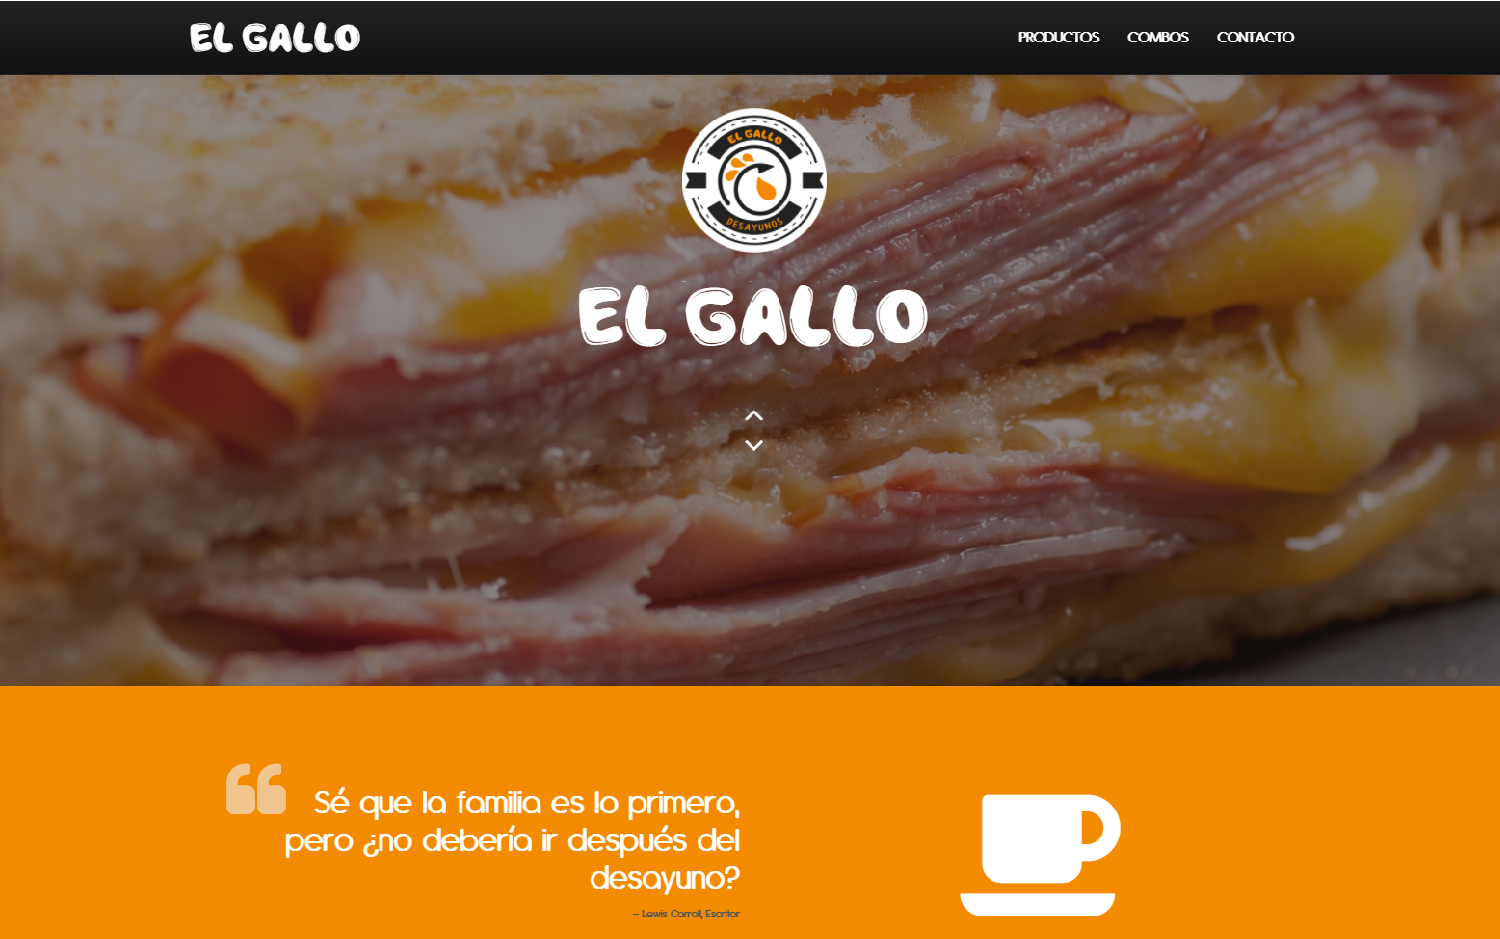 EL GALLO
PRODUCTOS COMBOS CONTACTO
EL GALLO
DESAYUNOS
EL GALLO
Sé que la familia es lo primero,
pero ¿no debería ir después del
desayuno?
— Lewis Carroll, Escritor